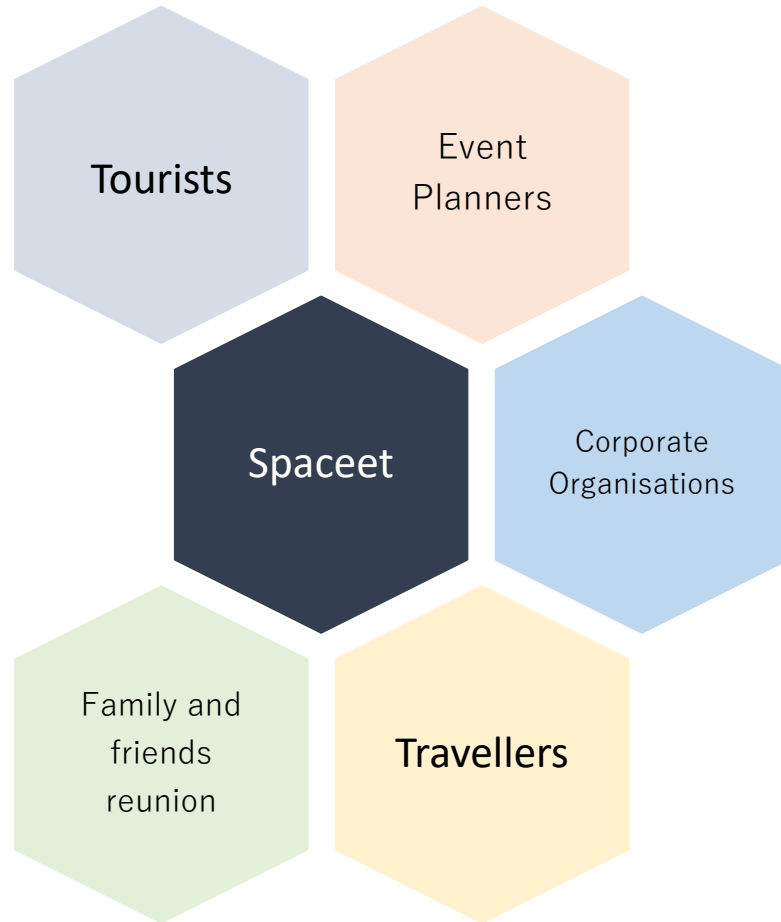 Tourists
Event
Planners
Spaceet
Corporate
Organisations
Family and
friends
reunion
Travellers